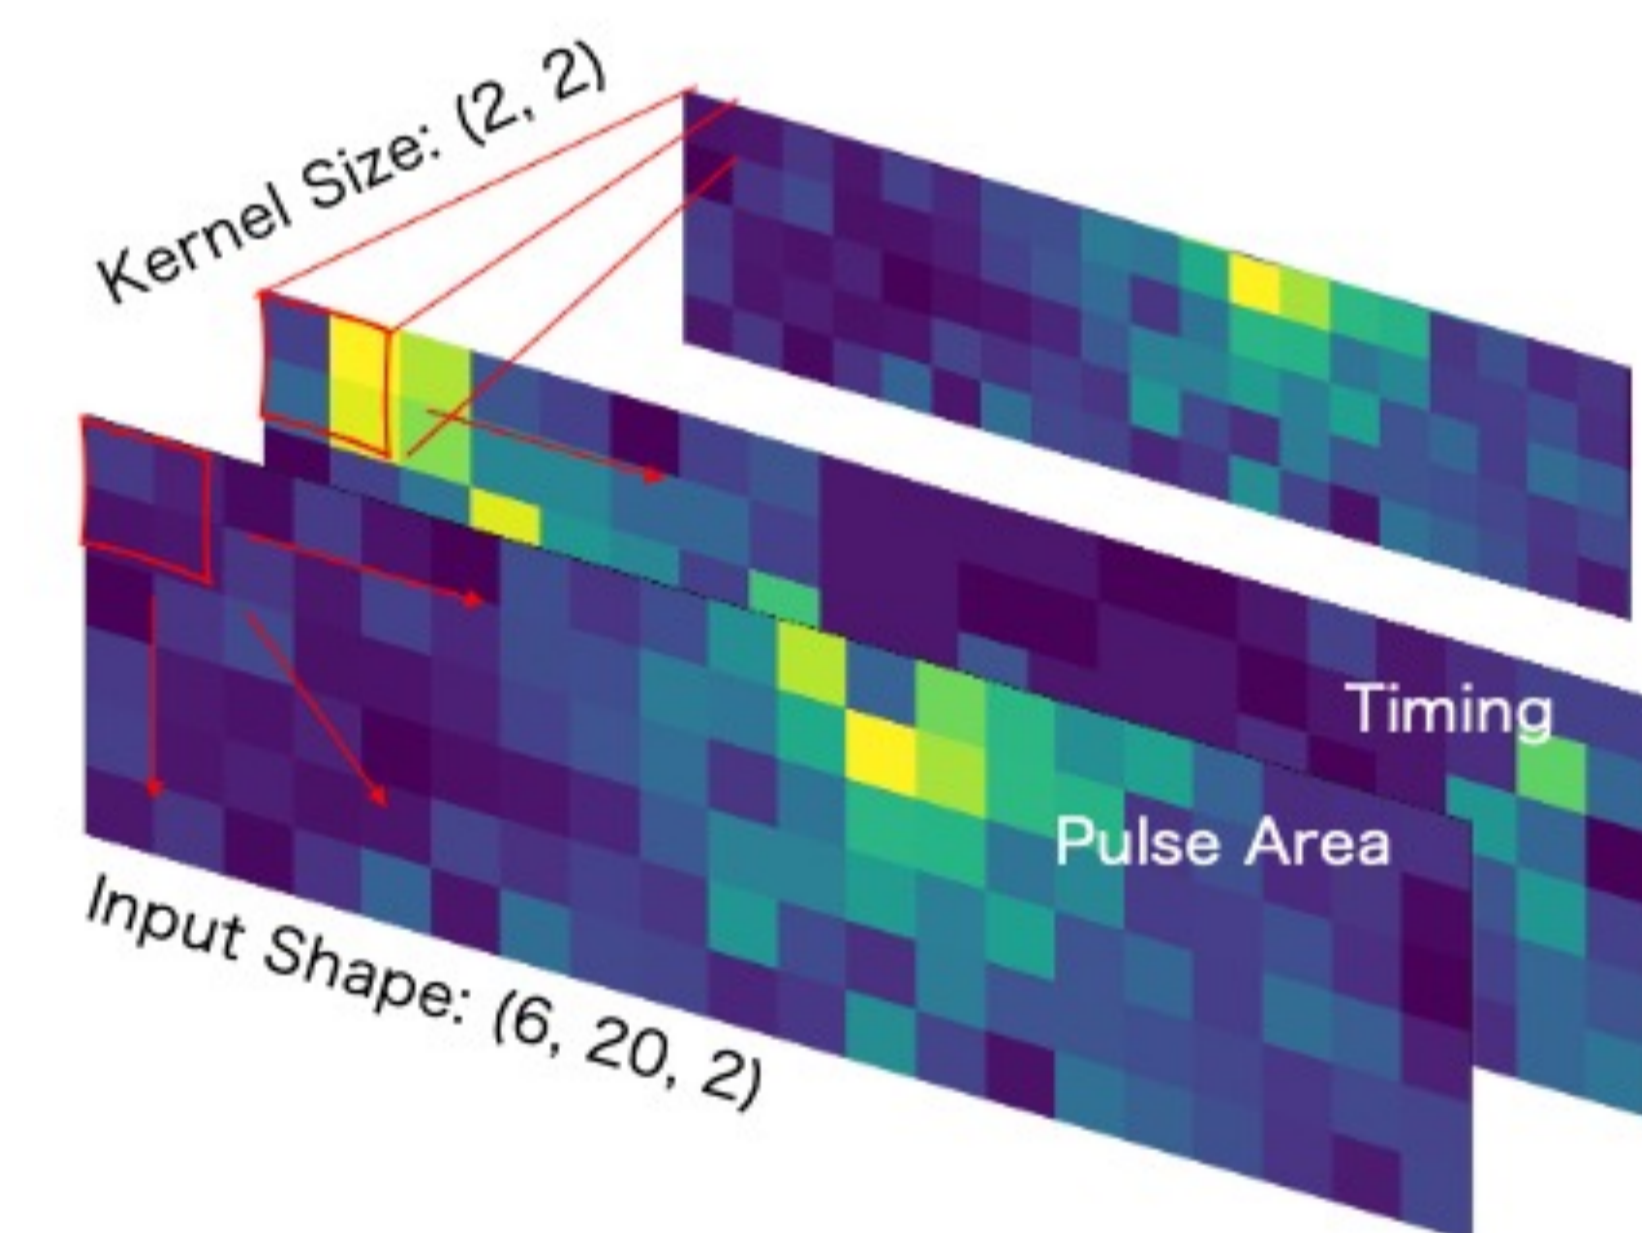 Kernel Size: (2, 2)
Timing
Pulse Area
Input Shape: (6, 20, 2)